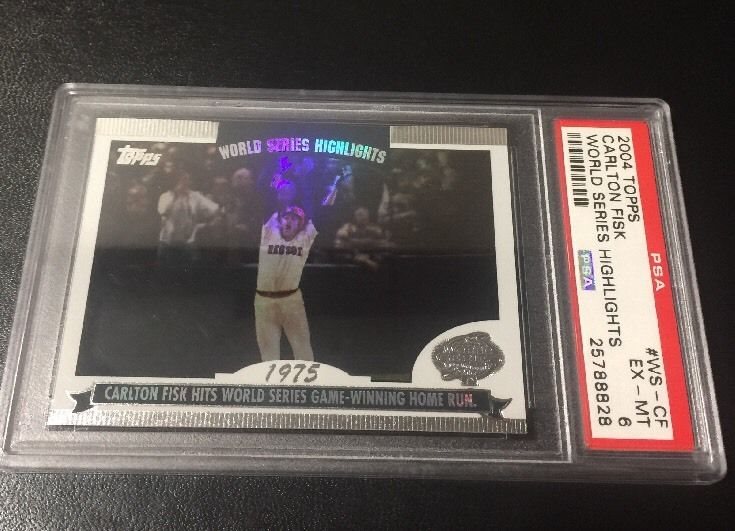 Topps
WORLD SERIES HIGHLIGHTS
BOSTON
1975
CARLTON FISK HITS WORLD SERIES GAME-WINNING HOME RUN.
2004 TOPPS
CARLTON FISK
WORLD SERIES HIGHLIGHTS
PSA
PSA
#WS-CF
EX-MT
6
25788828